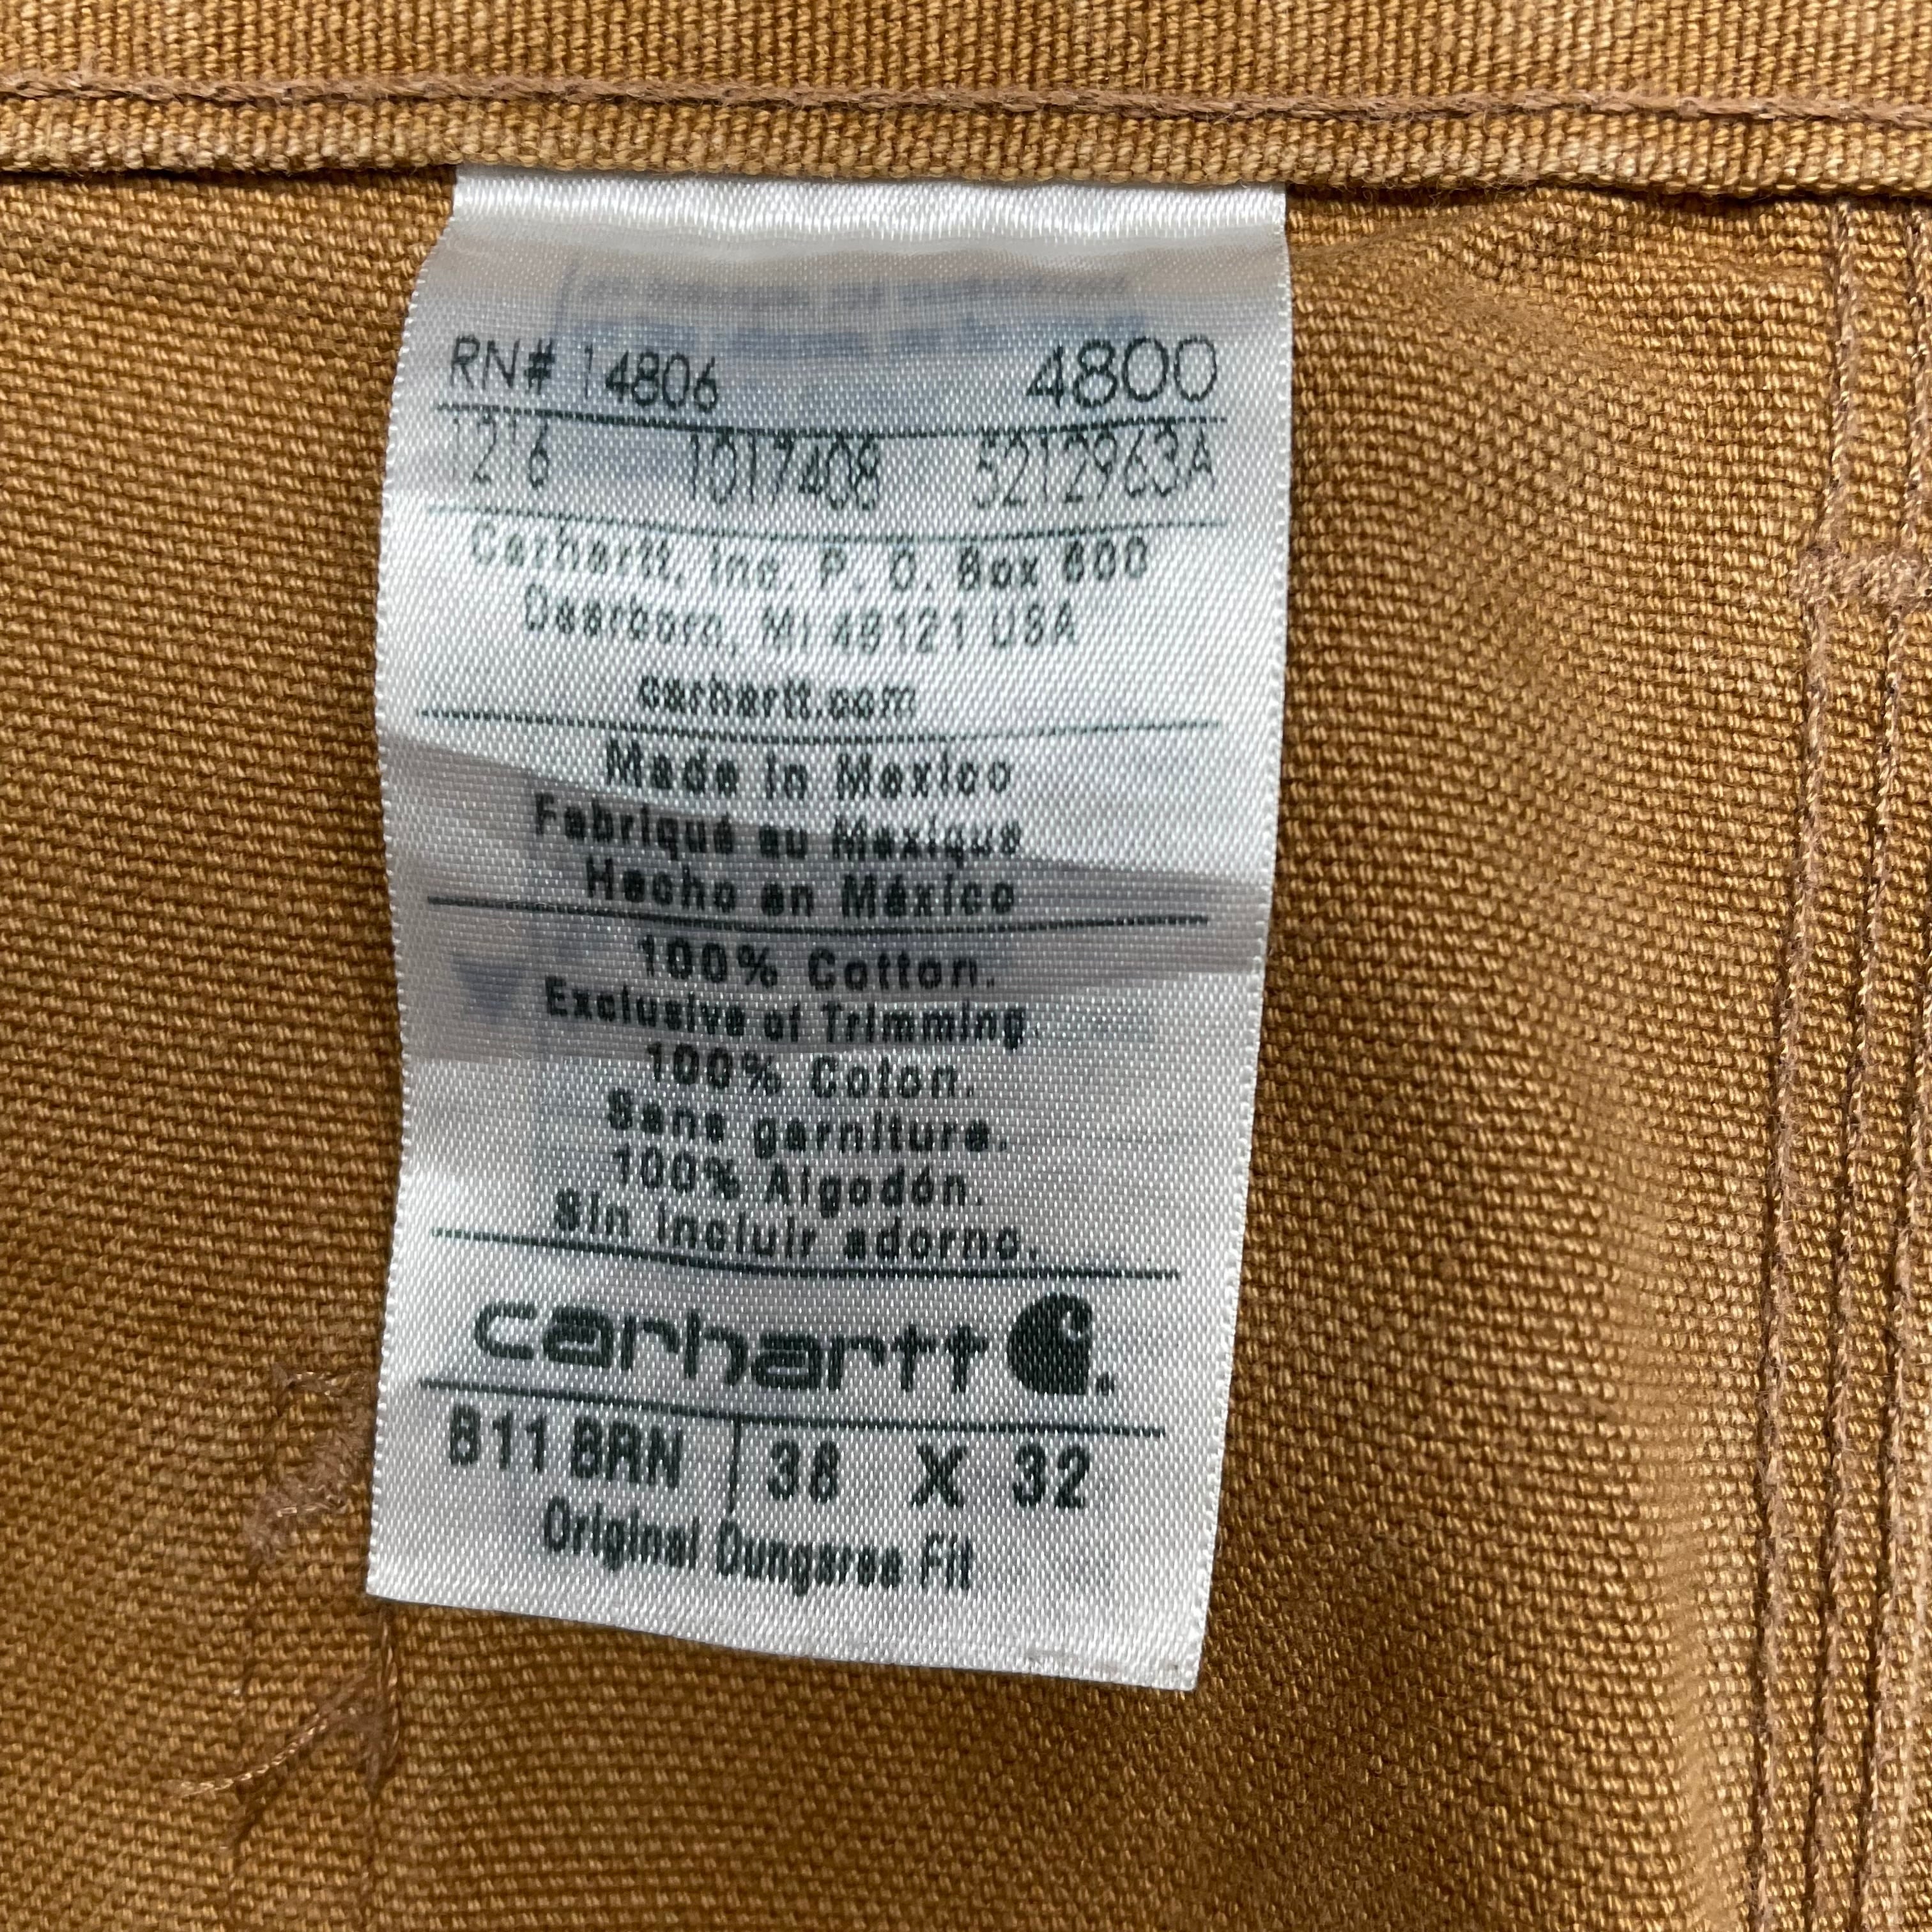 RN# 14806 4800
1216 1017408 5212963A
Carhartt, Inc. P. O. Box 600
Dearborn, MI 48121 USA
carhartt.com
Made in Mexico
Fabriqué au Mexique
Hecho en México
100% Cotton.
Exclusive of Trimming.
100% Coton.
Sans garniture.
100% Algodón.
Sin incluir adorno.
carhartt
B11 BRN 38 X 32
Original Dungaree Fit